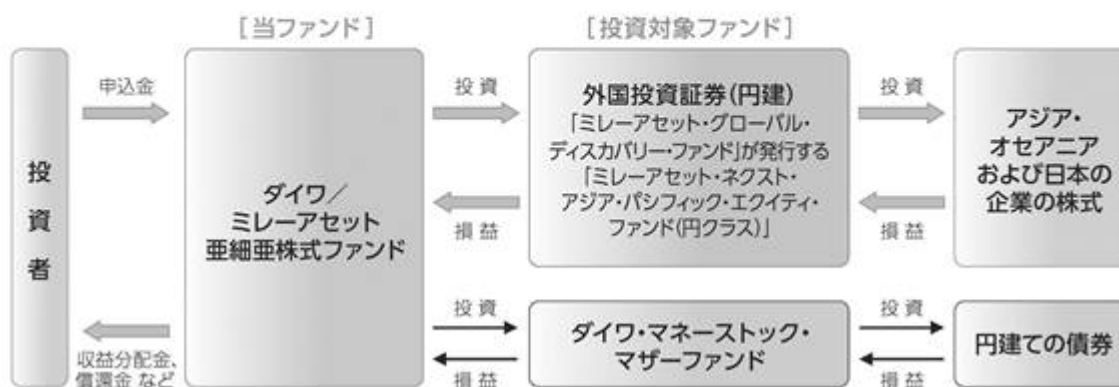 [当ファンド]
[投資対象ファンド]
投資者
申込金
収益分配金、
償還金 など
ダイワ／
ミレーアセット
亜細亜株式ファンド
投資
損益
外国投資証券(円建)
「ミレーアセット・グローバル・
ディスカバリー・ファンド」が発行する
「ミレーアセット・ネクスト・
アジア・パシフィック・エクイティ・
ファンド(円クラス)」
投資
損益
アジア・
オセアニア
および日本の
企業の株式
投資
損益
ダイワ・マネーストック・
マザーファンド
投資
損益
円建ての債券